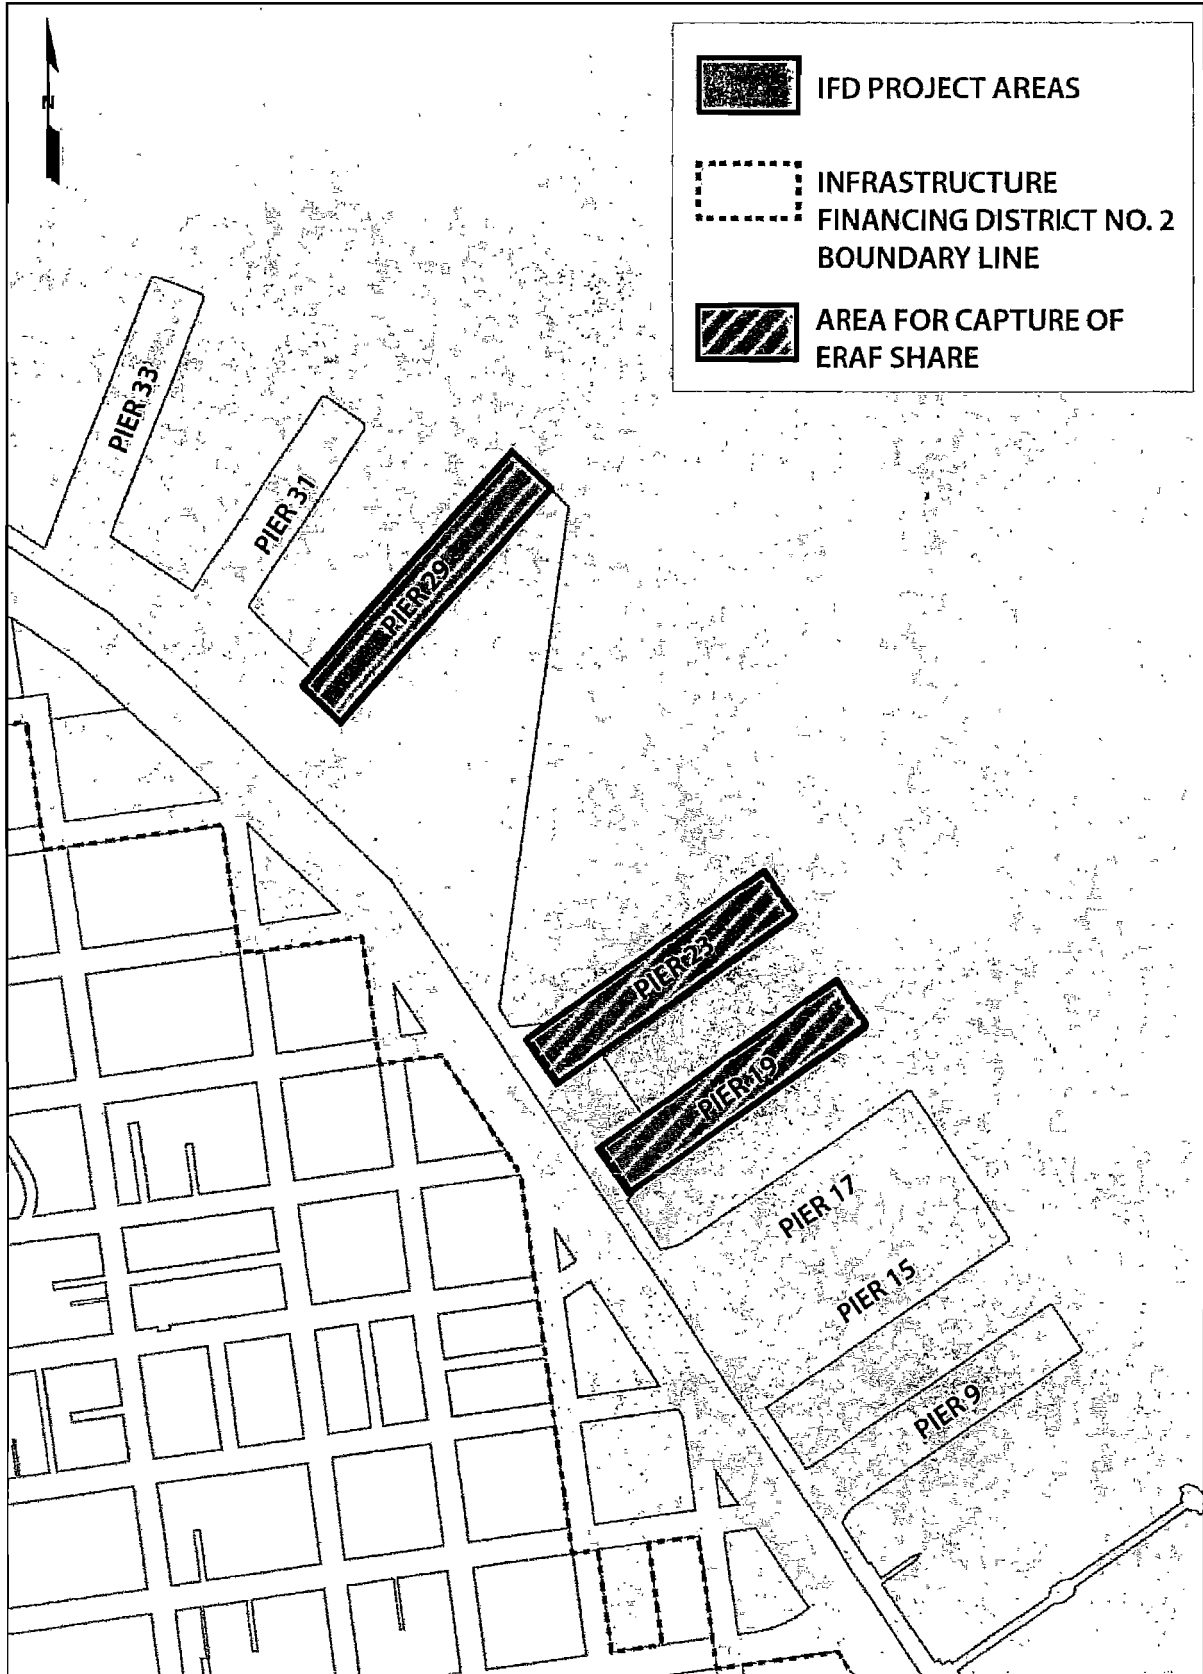 N
IFD PROJECT AREAS
INFRASTRUCTURE
FINANCING DISTRICT NO. 2
BOUNDARY LINE
AREA FOR CAPTURE OF
ERAF SHARE
PIER 33
PIER 31
PIER 29
PIER 23
PIER 19
PIER 17
PIER 15
PIER 9